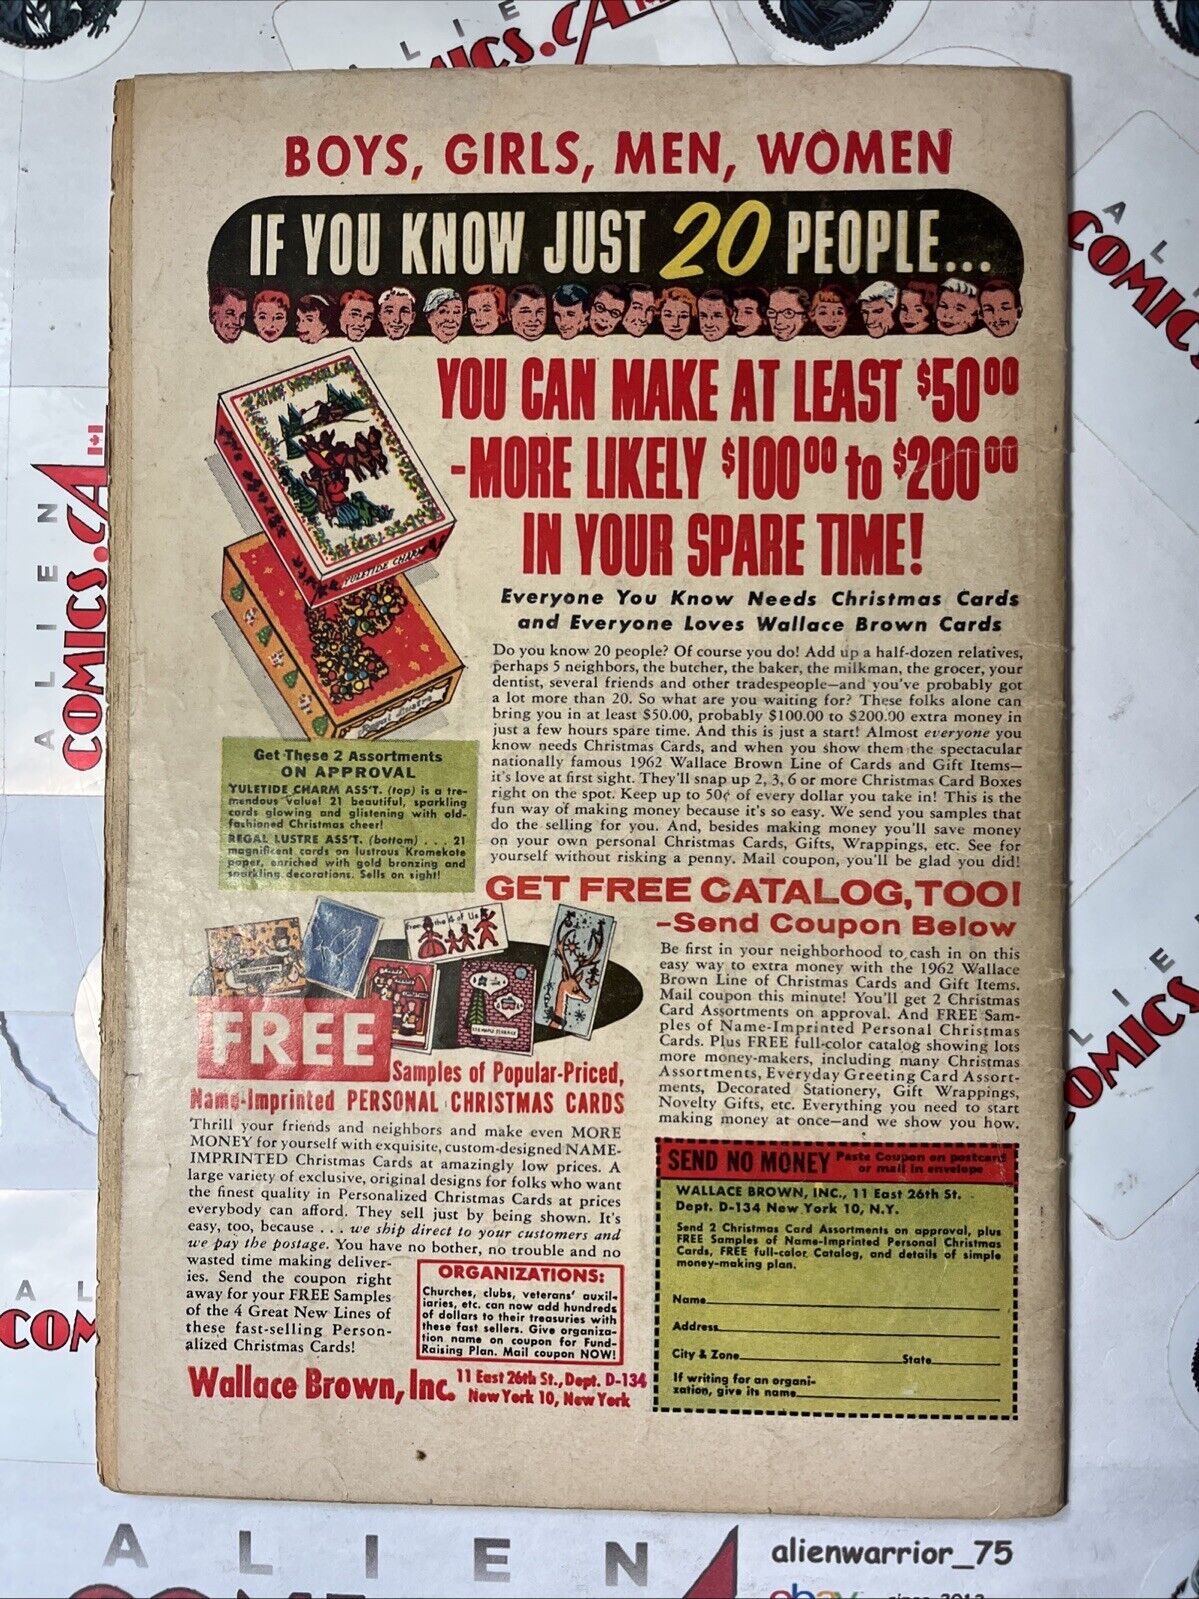 BOYS, GIRLS, MEN, WOMEN
IF YOU KNOW JUST 20 PEOPLE...
YOU CAN MAKE AT LEAST $50.00
-MORE LIKELY $100.00 to $200.00
IN YOUR SPARE TIME!
Everyone You Know Needs Christmas Cards
and Everyone Loves Wallace Brown Cards
Do you know 20 people? Of course you do! Add up a half-dozen relatives,
perhaps 5 neighbors, the butcher, the baker, the milkman, the grocer, your
dentist, several friends and other tradespeople—and you've probably got
a lot more than 20. So what are you waiting for? These folks alone can
bring you in at least $50.00, probably $100.00 to $200.00 extra money in
just a few hours spare time. And this is just a start! Almost everyone you
know needs Christmas Cards, and when you show them the spectacular
nationally famous 1962 Wallace Brown Line of Cards and Gift Items—
it's love at first sight. They'll snap up 2, 3, 6 or more Christmas Card Boxes
right on the spot. Keep up to 50¢ of every dollar you take in! This is the
fun way of making money because it's so easy. We send you samples that
do the selling for you. And, besides making money you'll save money
on your own personal Christmas Cards, Gifts, Wrappings, etc. See for
yourself without risking a penny. Mail coupon, you'll be glad you did!
YULETIDE CHARM
Regal Lustre
Get These 2 Assortments
ON APPROVAL
YULETIDE CHARM ASS'T. (top) is a tre-
mendous value! 21 beautiful, sparkling
cards glowing and glistening with old-
fashioned Christmas cheer!
REGAL LUSTRE ASS'T. (bottom) . . . 21
magnificent cards on lustrous Kromekote
paper, enriched with gold bronzing and
sparkling decorations. Sells on sight!
GET FREE CATALOG, TOO!
-Send Coupon Below
Be first in your neighborhood to cash in on this
easy way to extra money with the 1962 Wallace
Brown Line of Christmas Cards and Gift Items.
Mail coupon this minute! You'll get 2 Christmas
Card Assortments on approval. And FREE Sam-
ples of Name-Imprinted Personal Christmas
Cards. Plus FREE full-color catalog showing lots
more money-makers, including many Christmas
Assortments, Everyday Greeting Card Assort-
ments, Decorated Stationery, Gift Wrappings,
Novelty Gifts, etc. Everything you need to start
making money at once—and we show you how.
From the 4 of Us
FREE
Samples of Popular-Priced,
Name-Imprinted PERSONAL CHRISTMAS CARDS
Thrill your friends and neighbors and make even MORE
MONEY for yourself with exquisite, custom-designed NAME-
IMPRINTED Christmas Cards at amazingly low prices. A
large variety of exclusive, original designs for folks who want
the finest quality in Personalized Christmas Cards at prices
everybody can afford. They sell just by being shown. It's
easy, too, because . . . we ship direct to your customers and
we pay the postage. You have no bother, no trouble and no
wasted time making deliver-
ies. Send the coupon right
away for your FREE Samples
of the 4 Great New Lines of
these fast-selling Person-
alized Christmas Cards!
ORGANIZATIONS:
Churches, clubs, veterans' auxil-
iaries, etc. can now add hundreds
of dollars to their treasuries with
these fast sellers. Give organiza-
tion name on coupon for Fund-
Raising Plan. Mail coupon NOW!
Wallace Brown, Inc. 11 East 26th St., Dept. D-134
New York 10, New York
SEND NO MONEY Paste Coupon on postcard
or mail in envelope
WALLACE BROWN, INC., 11 East 26th St.
Dept. D-134 New York 10, N.Y.
Send 2 Christmas Card Assortments on approval, plus
FREE Samples of Name-Imprinted Personal Christmas
Cards, FREE full-color Catalog, and details of simple
money-making plan.
Name
Address
City & Zone State
If writing for an organi-
zation, give its name
ALIEN
COMICS.CA
alienwarrior_75
ebay since 2012